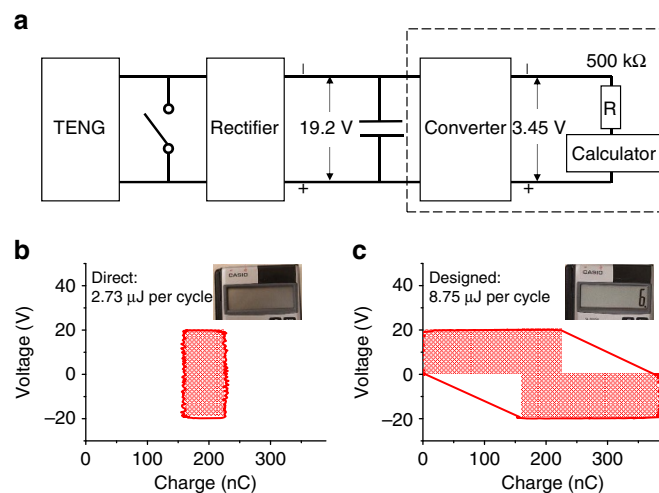 a
500 kΩ
TENG
Rectifier
19.2 V
Converter
3.45 V
R
Calculator
–
+
–
+
b
Direct:
2.73 μJ per cycle
CASIO
Voltage (V)
40
20
0
–20
0
100
200
300
Charge (nC)
c
Designed:
8.75 μJ per cycle
CASIO
6.
Voltage (V)
40
20
0
–20
0
100
200
300
Charge (nC)